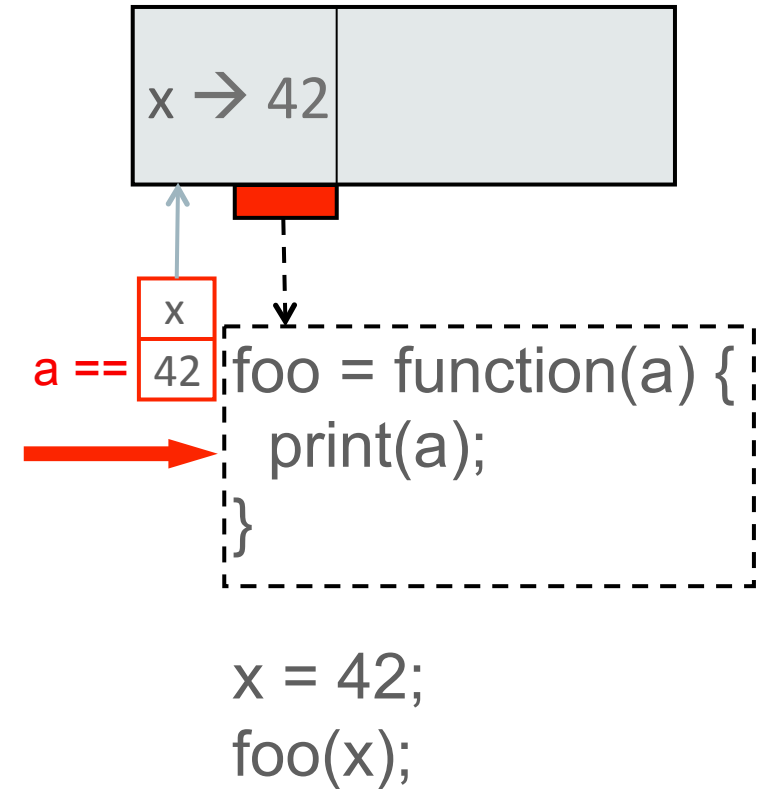 x → 42
x
a == 42
foo = function(a) {
print(a);
}
x = 42;
foo(x);